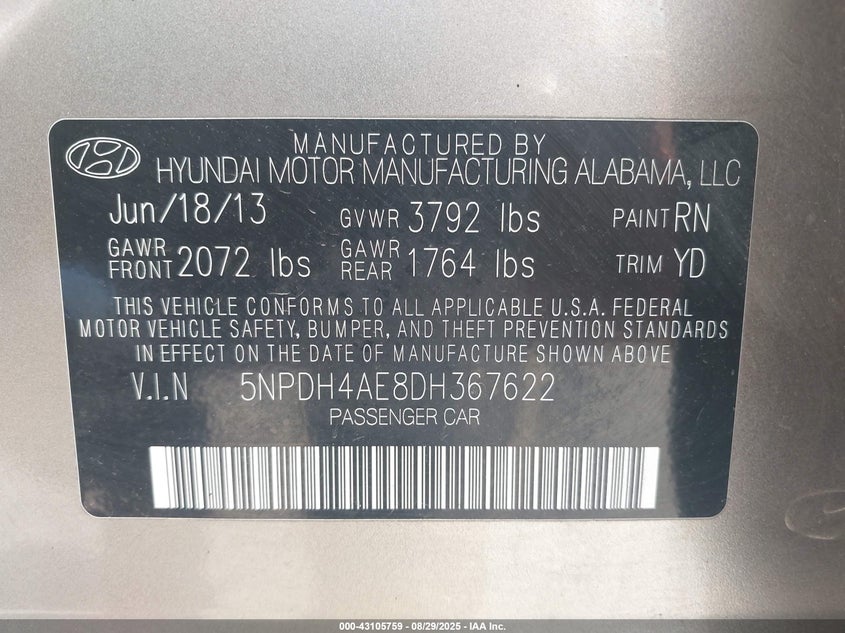 MANUFACTURED BY
HYUNDAI MOTOR MANUFACTURING ALABAMA, LLC
Jun/18/13 GVWR 3792 lbs PAINT RN
GAWR FRONT 2072 lbs GAWR REAR 1764 lbs TRIM YD
THIS VEHICLE CONFORMS TO ALL APPLICABLE U.S.A. FEDERAL
MOTOR VEHICLE SAFETY, BUMPER, AND THEFT PREVENTION STANDARDS
IN EFFECT ON THE DATE OF MANUFACTURE SHOWN ABOVE
V.I.N 5NPDH4AE8DH367622
PASSENGER CAR
000-43105759 - 08/29/2025 - IAA Inc.